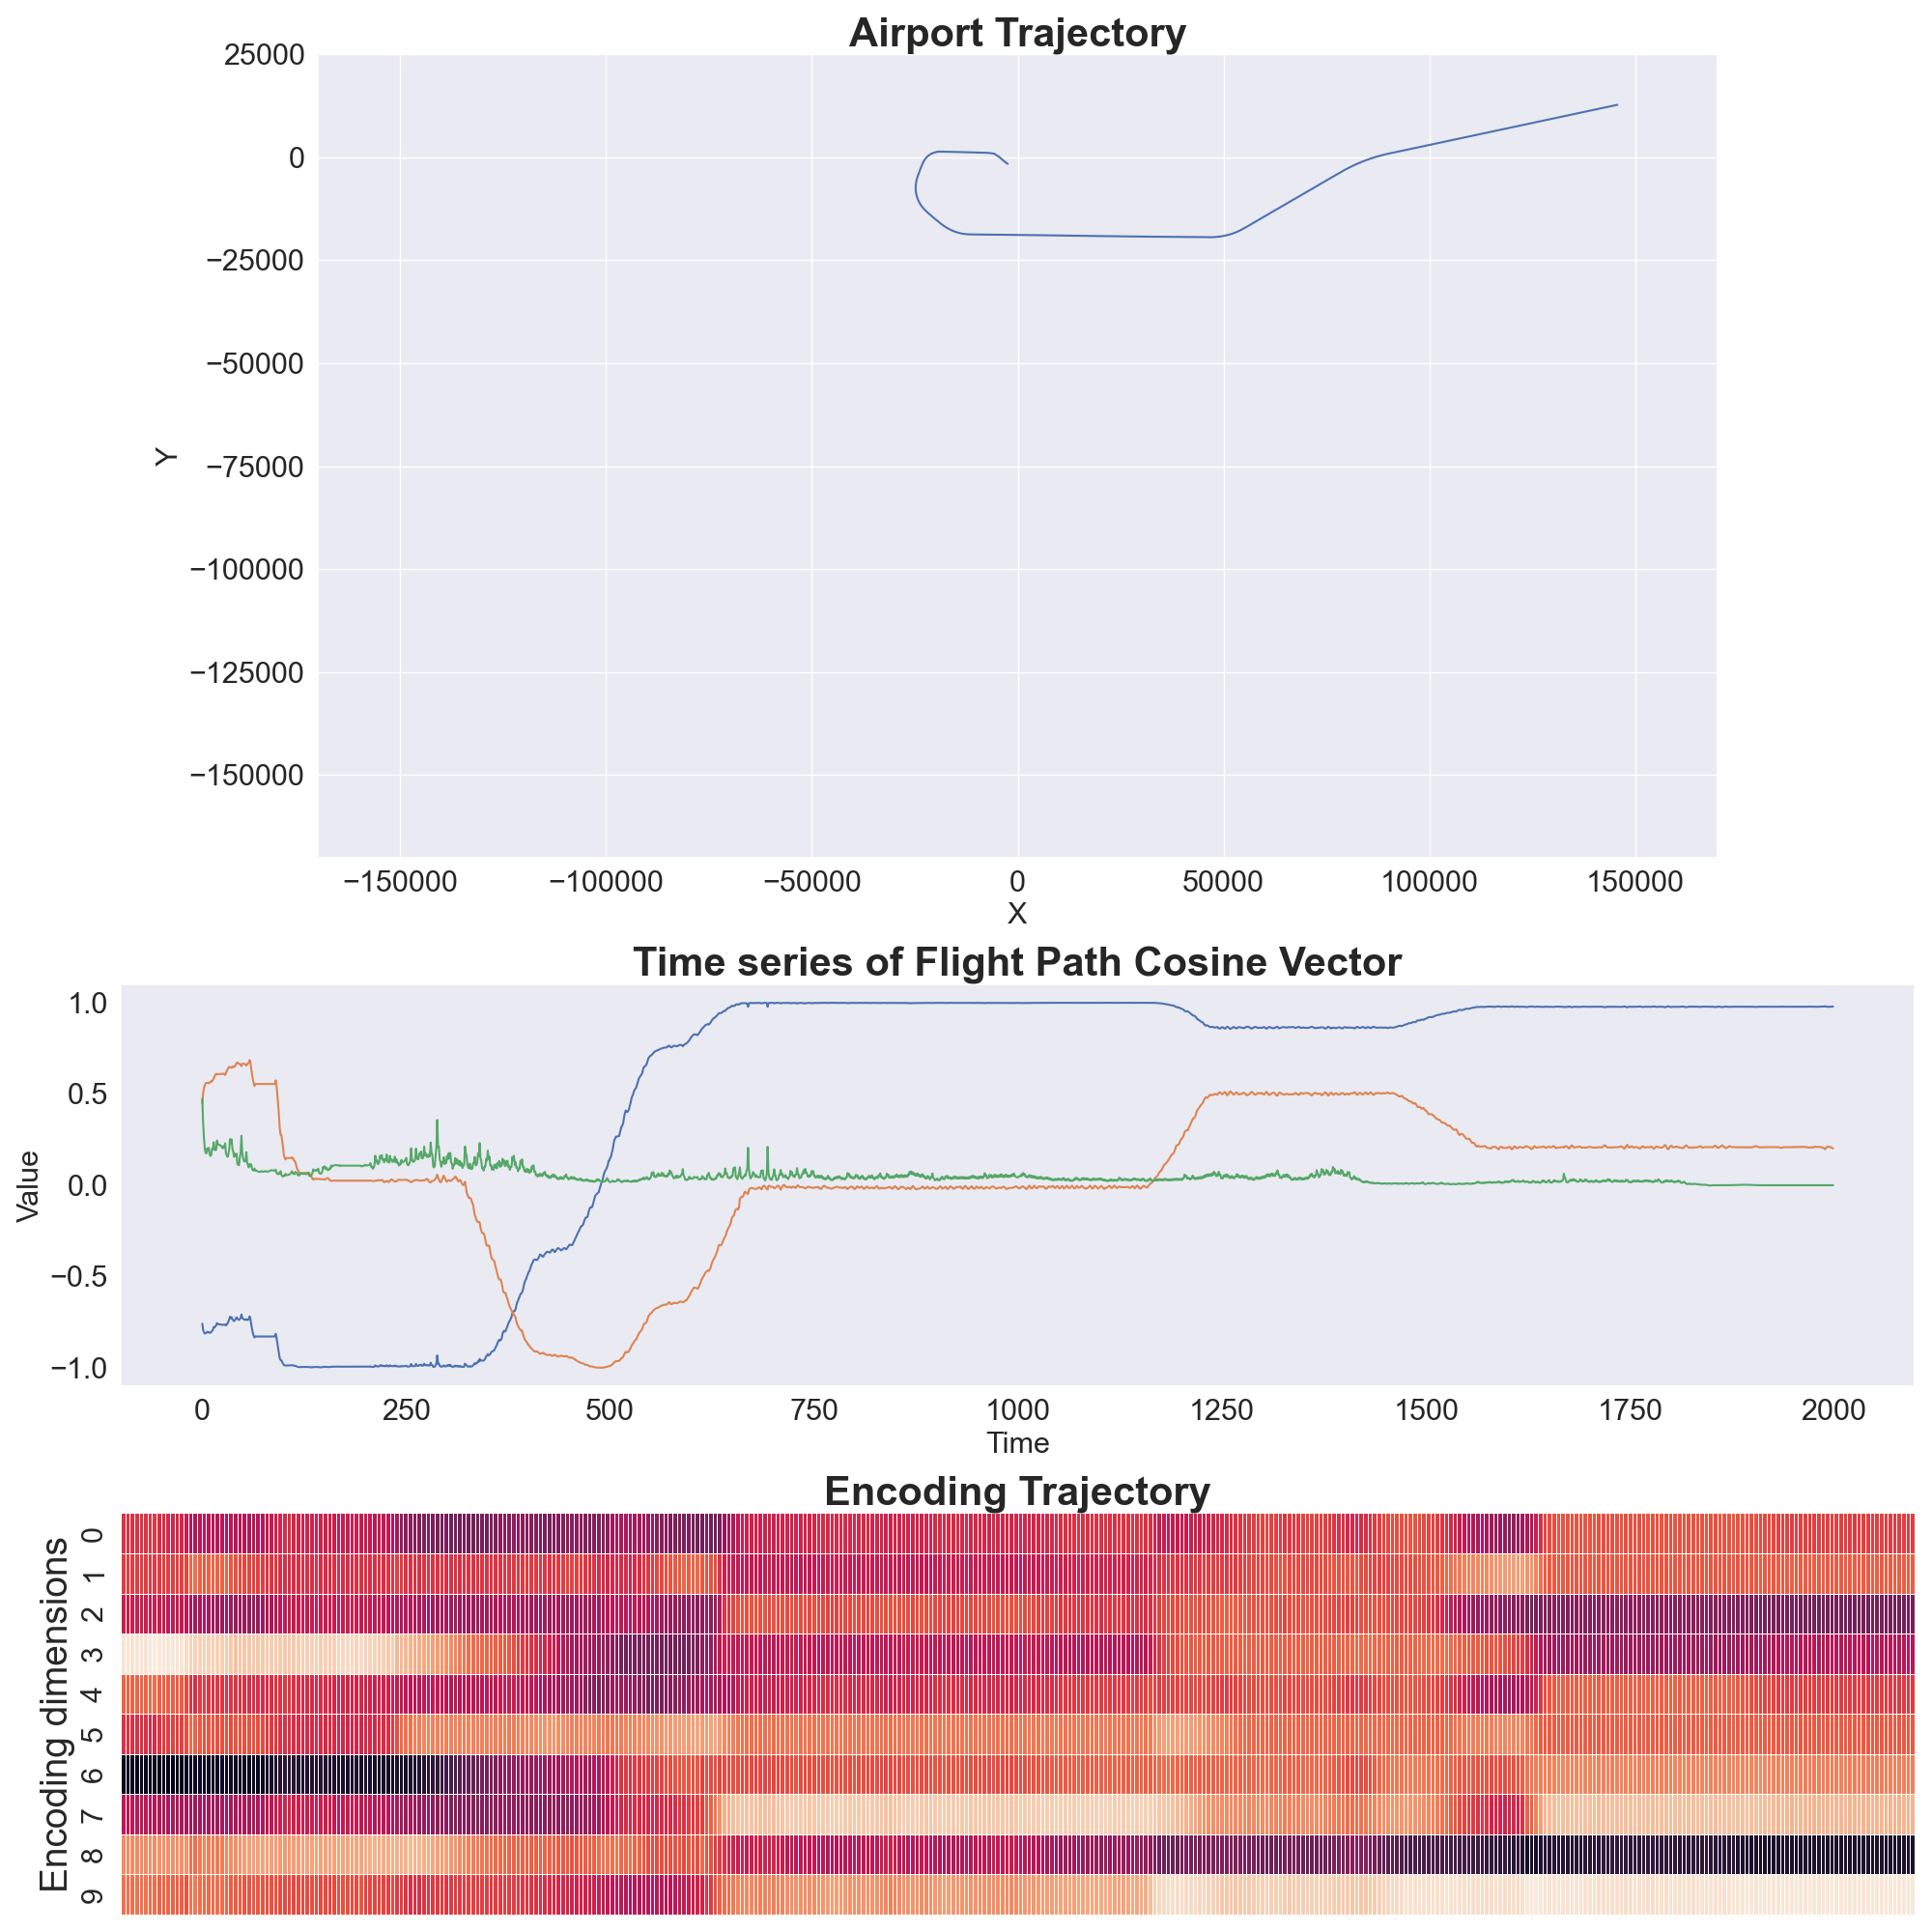 Airport Trajectory
25000
0
−25000
−50000
−75000
−100000
−125000
−150000
Y
−150000 −100000 −50000 0 50000 100000 150000
X
Time series of Flight Path Cosine Vector
1.0
0.5
0.0
−0.5
−1.0
Value
0 250 500 750 1000 1250 1500 1750 2000
Time
Encoding Trajectory
Encoding dimensions
0
1
2
3
4
5
6
7
8
9